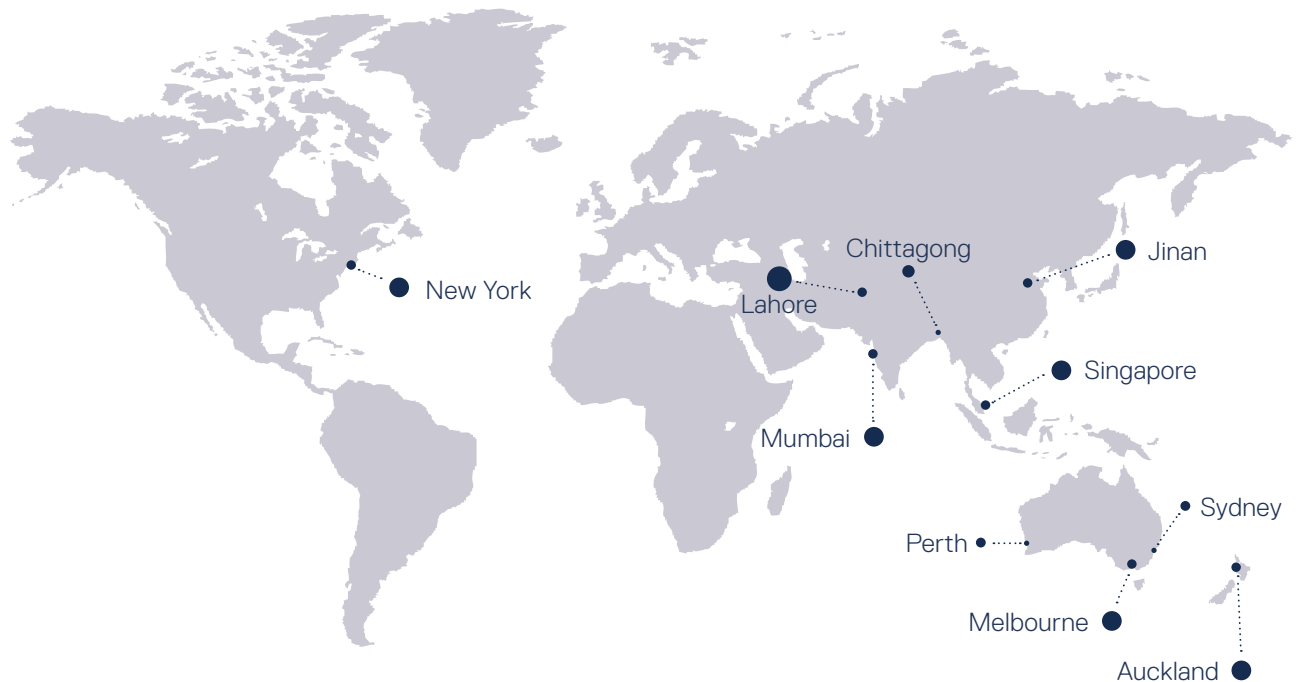 Chittagong
Jinan
New York
Lahore
Singapore
Mumbai
Sydney
Perth
Melbourne
Auckland